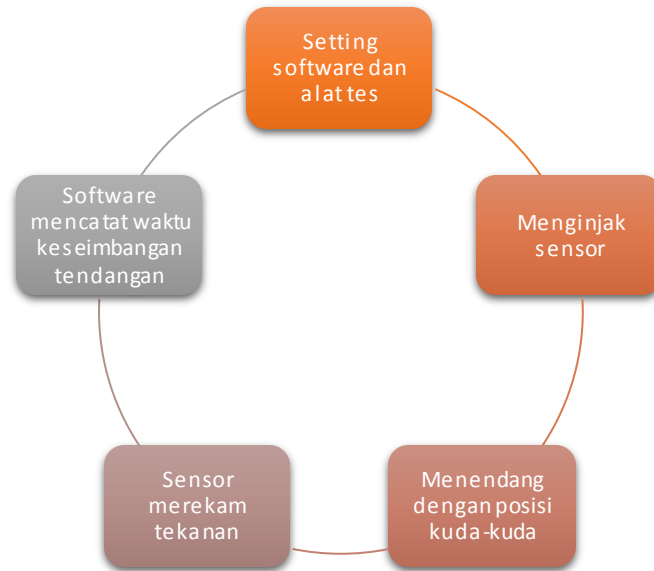 Setting
software dan
alat tes
Menginjak
sensor
Menendang
dengan posisi
kuda-kuda
Sensor
merekam
tekanan
Software
mencatat waktu
keseimbangan
tendangan